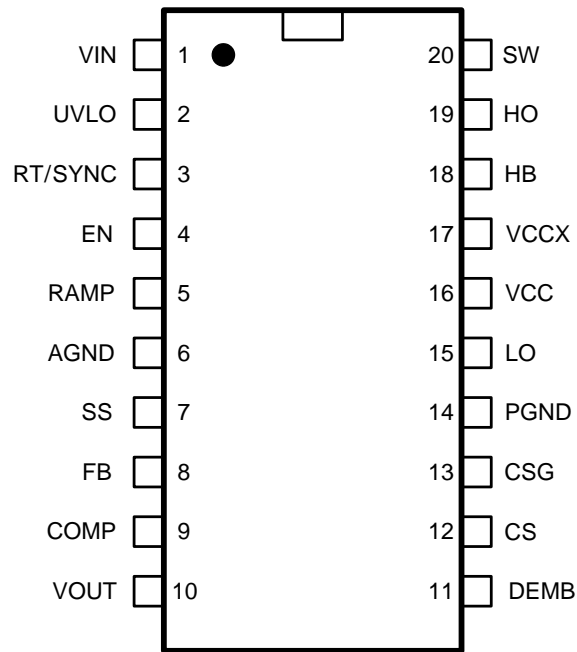 VIN 1 20 SW
UVLO 2 19 HO
RT/SYNC 3 18 HB
EN 4 17 VCCX
RAMP 5 16 VCC
AGND 6 15 LO
SS 7 14 PGND
FB 8 13 CSG
COMP 9 12 CS
VOUT 10 11 DEMB